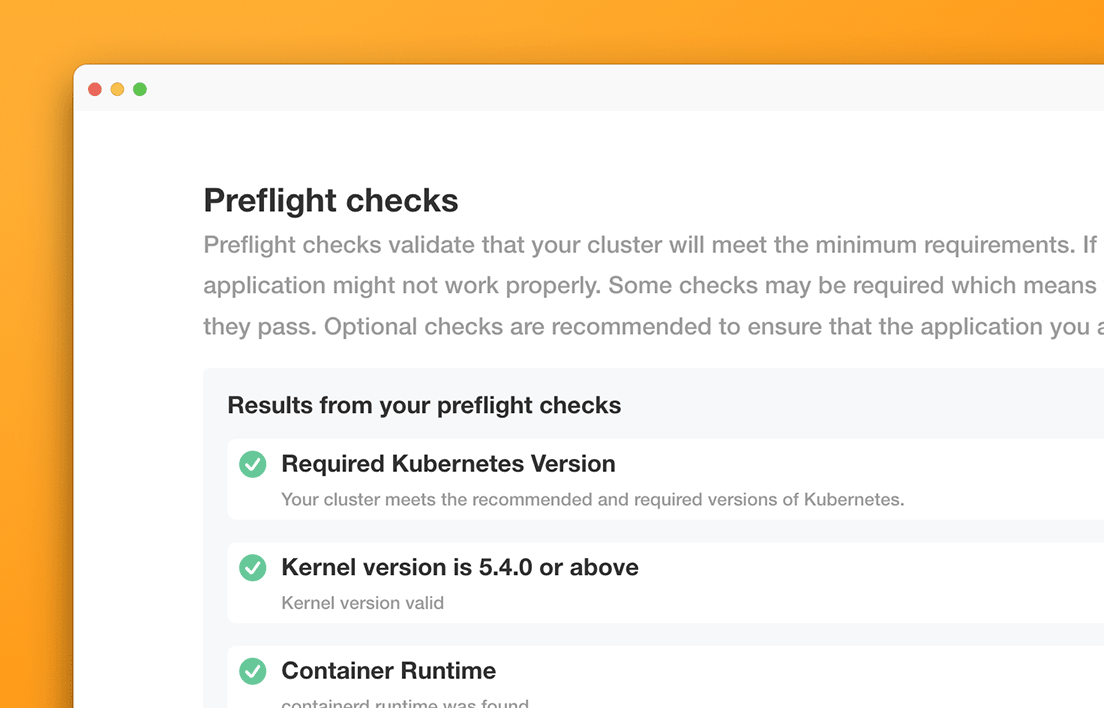 Preflight checks
Preflight checks validate that your cluster will meet the minimum requirements. If
application might not work properly. Some checks may be required which means
they pass. Optional checks are recommended to ensure that the application you a
Results from your preflight checks
Required Kubernetes Version
Your cluster meets the recommended and required versions of Kubernetes.
Kernel version is 5.4.0 or above
Kernel version valid
Container Runtime
containerd runtime was found